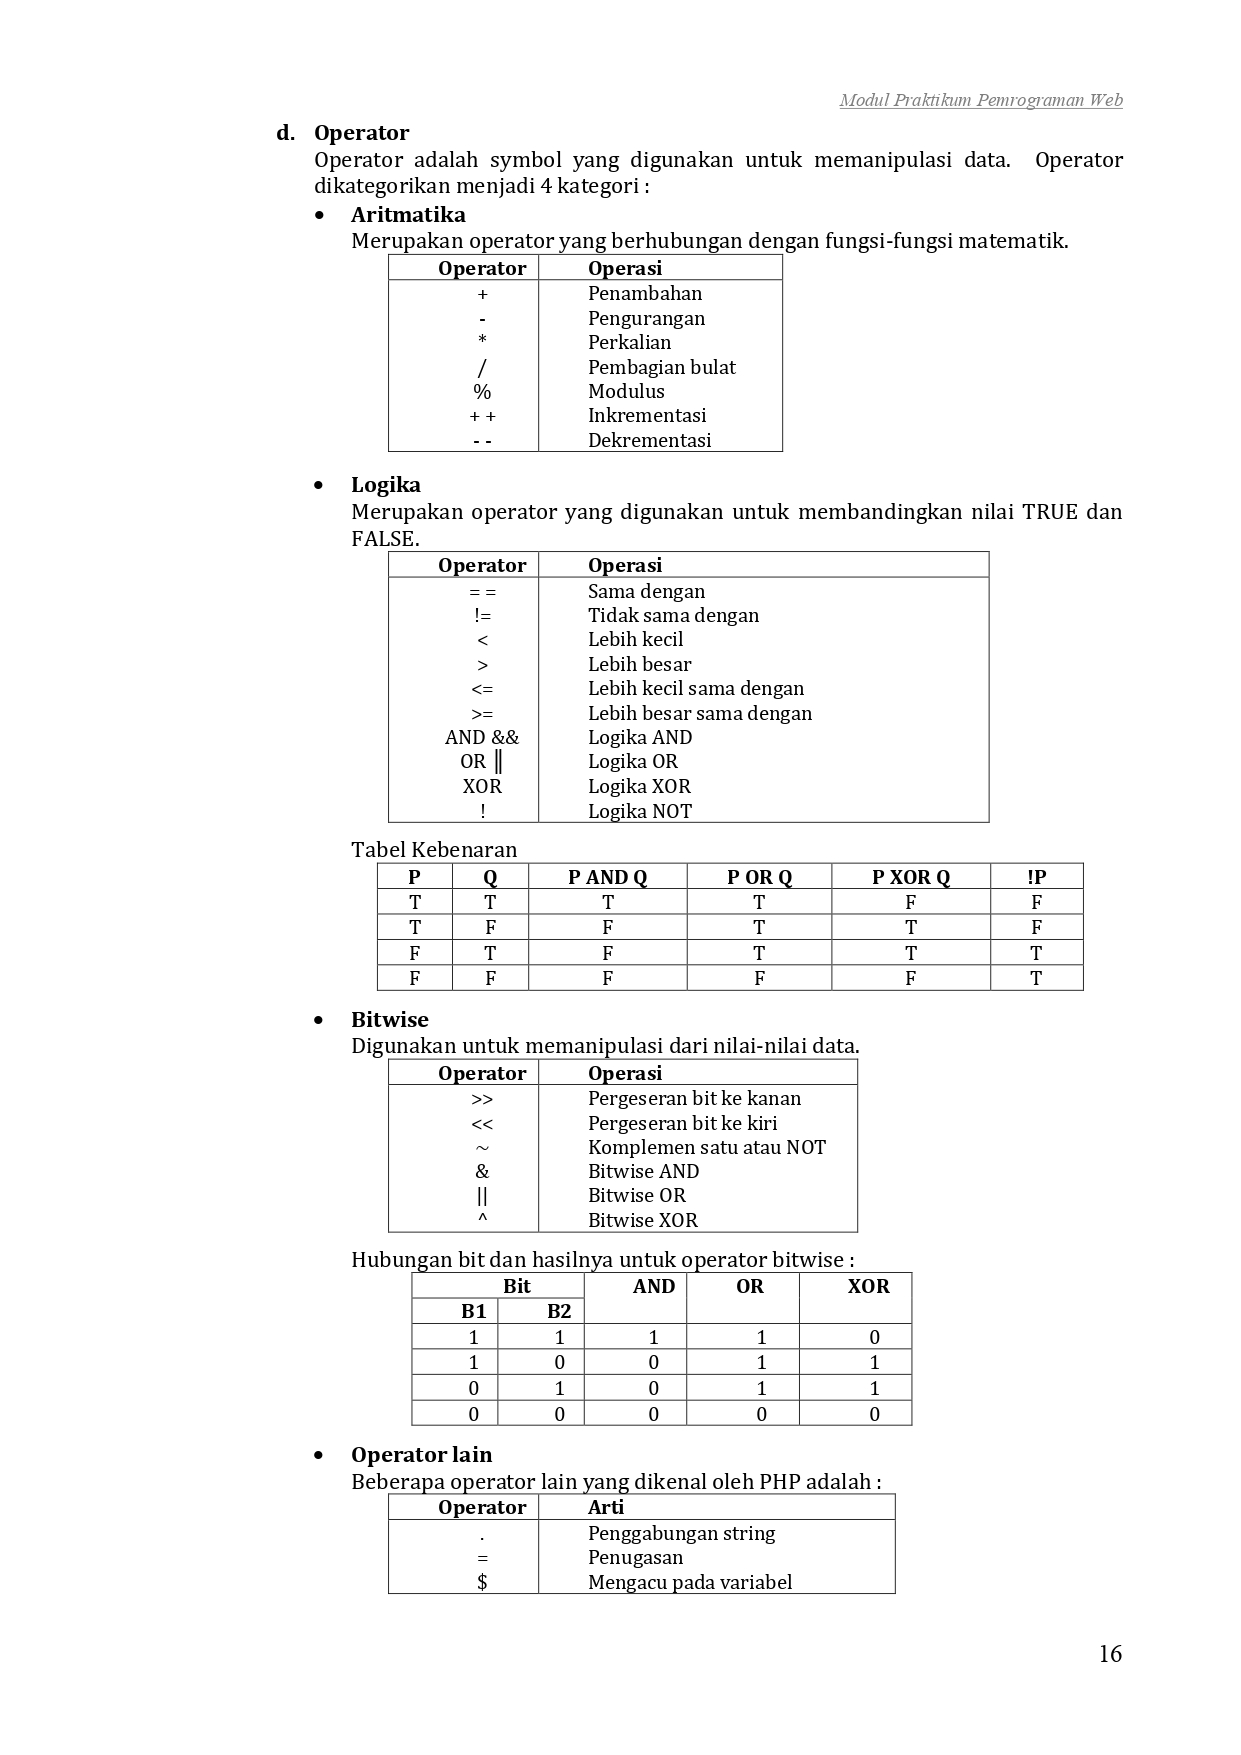 Modul Praktikum Pemrograman Web
d. Operator
Operator adalah symbol yang digunakan untuk memanipulasi data. Operator
dikategorikan menjadi 4 kategori :
• Aritmatika
Merupakan operator yang berhubungan dengan fungsi-fungsi matematik.
Operator Operasi
+ Penambahan
- Pengurangan
* Perkalian
/ Pembagian bulat
% Modulus
+ + Inkrementasi
- - Dekrementasi
• Logika
Merupakan operator yang digunakan untuk membandingkan nilai TRUE dan
FALSE.
Operator Operasi
= = Sama dengan
!= Tidak sama dengan
< Lebih kecil
> Lebih besar
<= Lebih kecil sama dengan
>= Lebih besar sama dengan
AND && Logika AND
OR ║ Logika OR
XOR Logika XOR
! Logika NOT
Tabel Kebenaran
P Q P AND Q P OR Q P XOR Q !P
T T T T F F
T F F T T F
F T F T T T
F F F F F T
• Bitwise
Digunakan untuk memanipulasi dari nilai-nilai data.
Operator Operasi
>> Pergeseran bit ke kanan
<< Pergeseran bit ke kiri
~ Komplemen satu atau NOT
& Bitwise AND
|| Bitwise OR
^ Bitwise XOR
Hubungan bit dan hasilnya untuk operator bitwise :
Bit AND OR XOR
B1 B2
1 1 1 1 0
1 0 0 1 1
0 1 0 1 1
0 0 0 0 0
• Operator lain
Beberapa operator lain yang dikenal oleh PHP adalah :
Operator Arti
. Penggabungan string
= Penugasan
$ Mengacu pada variabel
16